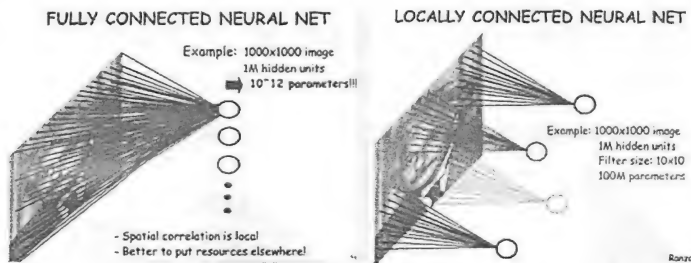 FULLY CONNECTED NEURAL NET
Example: 1000x1000 image
1M hidden units
10^12 parameters!!!
- Spatial correlation is local
- Better to put resources elsewhere!
LOCALLY CONNECTED NEURAL NET
Example: 1000x1000 image
1M hidden units
Filter size: 10x10
100M parameters